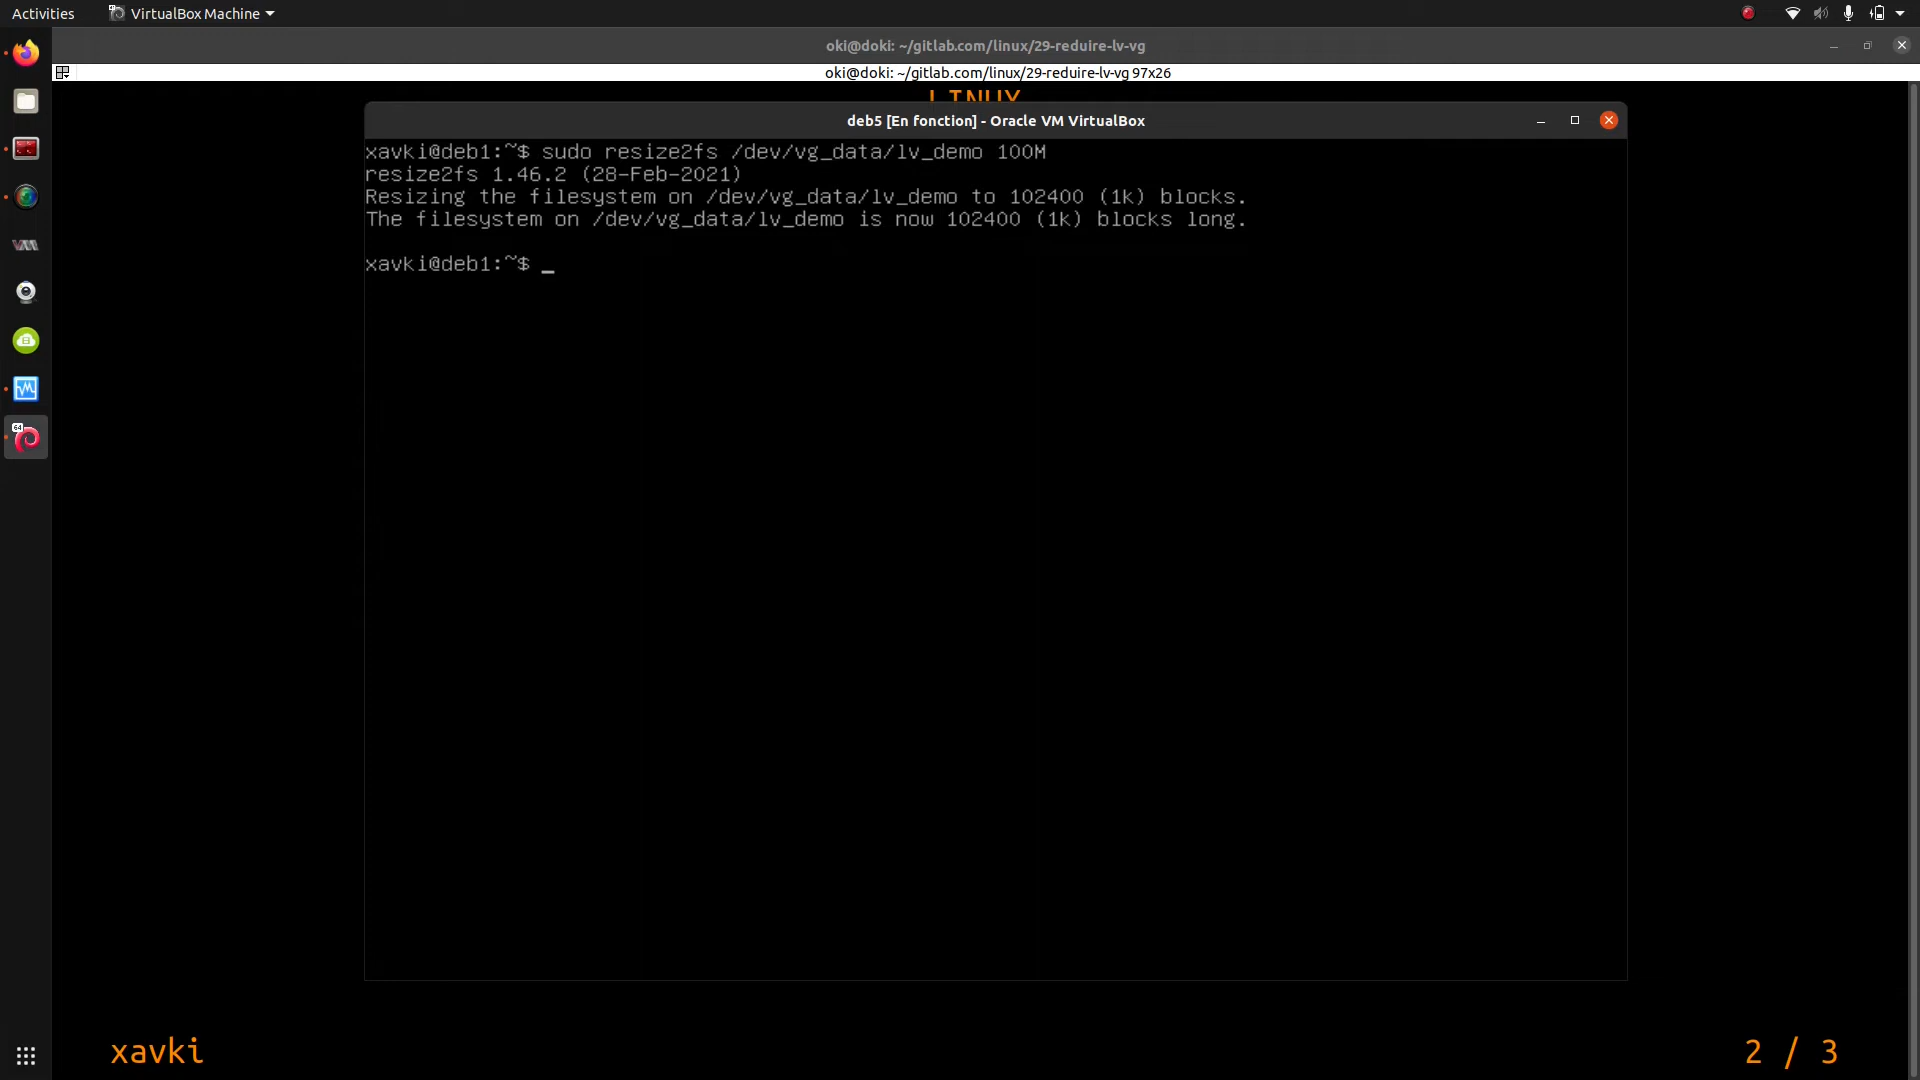 Activities
VirtualBox Machine
oki@doki: ~/gitlab.com/linux/29-reduire-lv-vg
oki@doki: ~/gitlab.com/linux/29-reduire-lv-vg 97x26
LINUX
deb5 [En fonction] - Oracle VM VirtualBox
xavki@deb1:~$ sudo resize2fs /dev/vg_data/lv_demo 100M
resize2fs 1.46.2 (28-Feb-2021)
Resizing the filesystem on /dev/vg_data/lv_demo to 102400 (1k) blocks.
The filesystem on /dev/vg_data/lv_demo is now 102400 (1k) blocks long.
xavki@deb1:~$ _
64
xavki
2 / 3